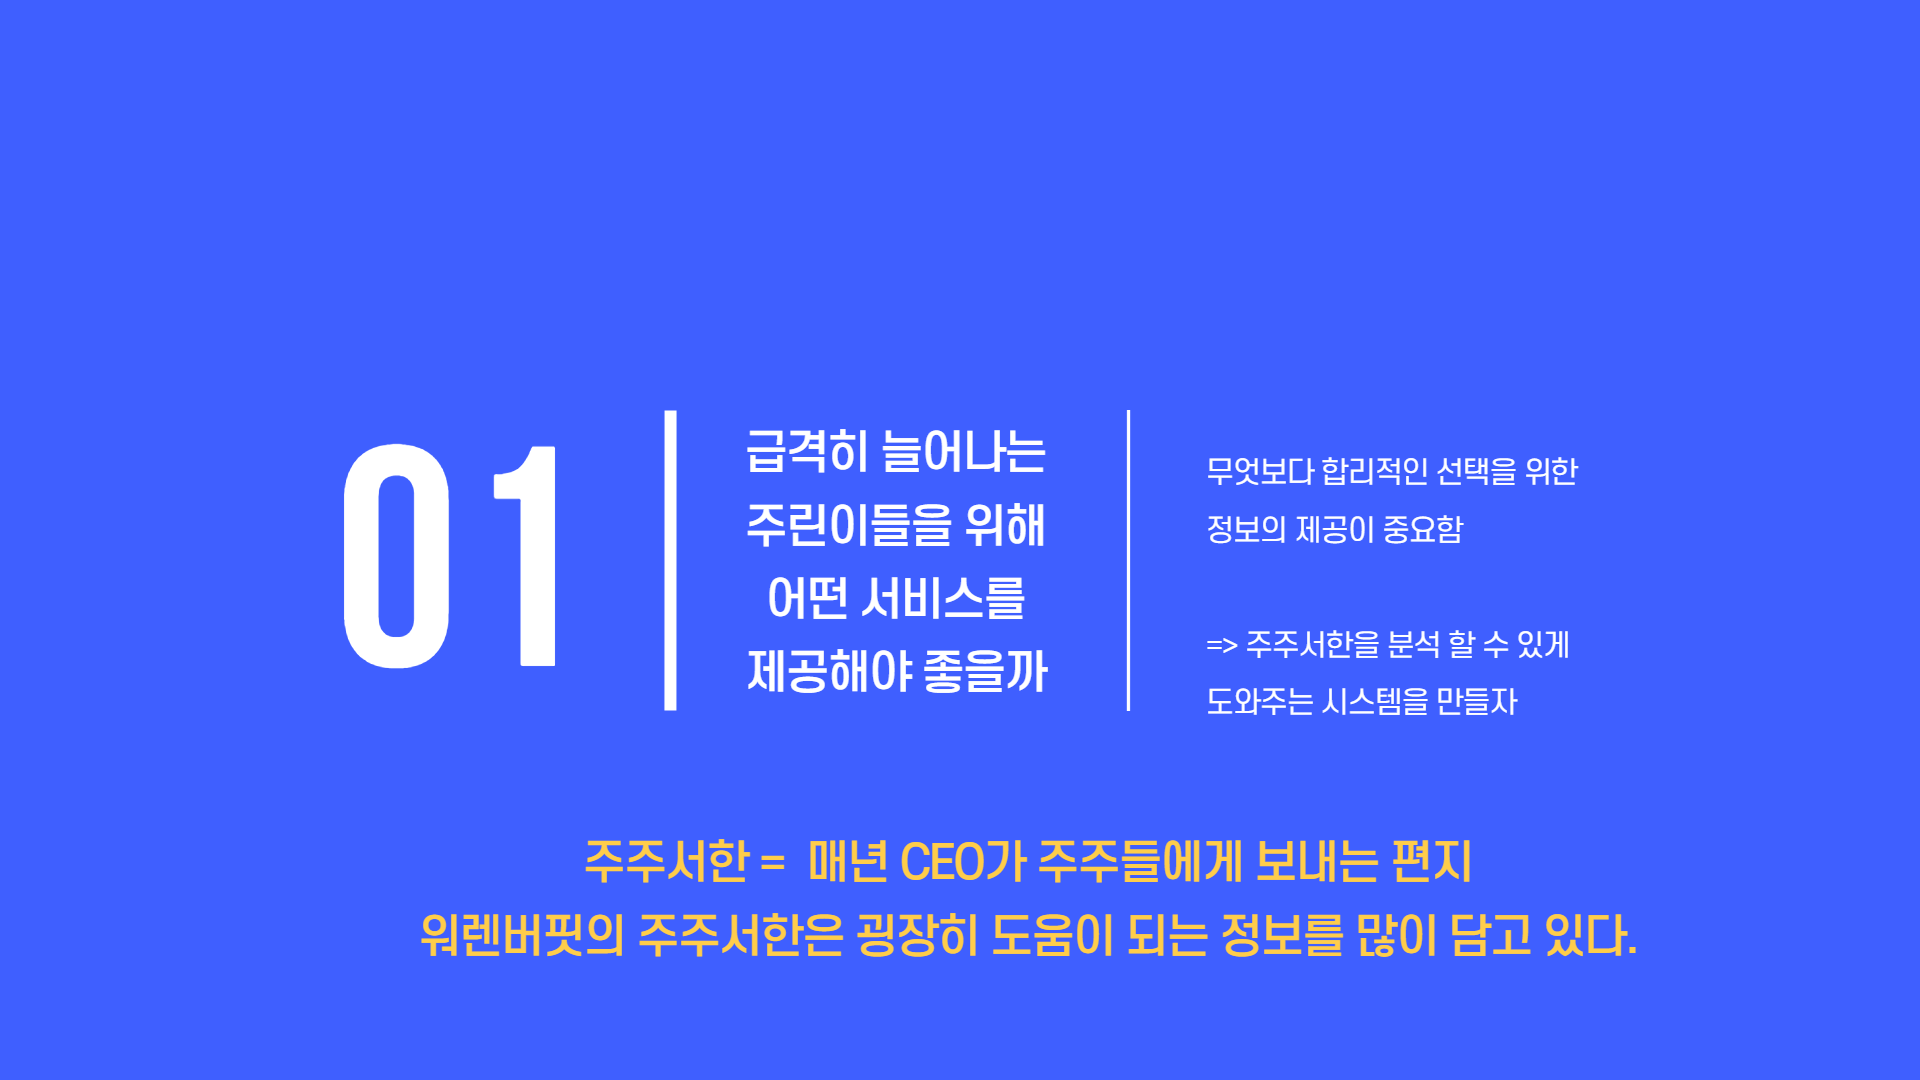 01
급격히 늘어나는
주린이들을 위해
어떤 서비스를
제공해야 좋을까
무엇보다 합리적인 선택을 위한
정보의 제공이 중요함
=> 주주서한을 분석 할 수 있게
도와주는 시스템을 만들자
주주서한 = 매년 CEO가 주주들에게 보내는 편지
워렌버핏의 주주서한은 굉장히 도움이 되는 정보를 많이 담고 있다.